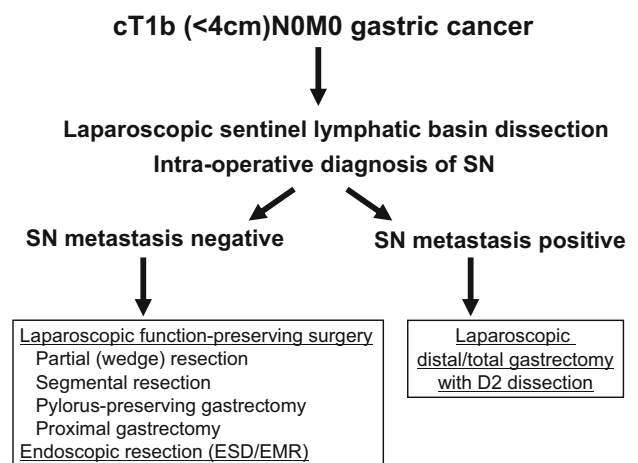 cT1b (<4cm)N0M0 gastric cancer
Laparoscopic sentinel lymphatic basin dissection
Intra-operative diagnosis of SN
SN metastasis negative
SN metastasis positive
Laparoscopic function-preserving surgery
Partial (wedge) resection
Segmental resection
Pylorus-preserving gastrectomy
Proximal gastrectomy
Endoscopic resection (ESD/EMR)
Laparoscopic
distal/total gastrectomy
with D2 dissection